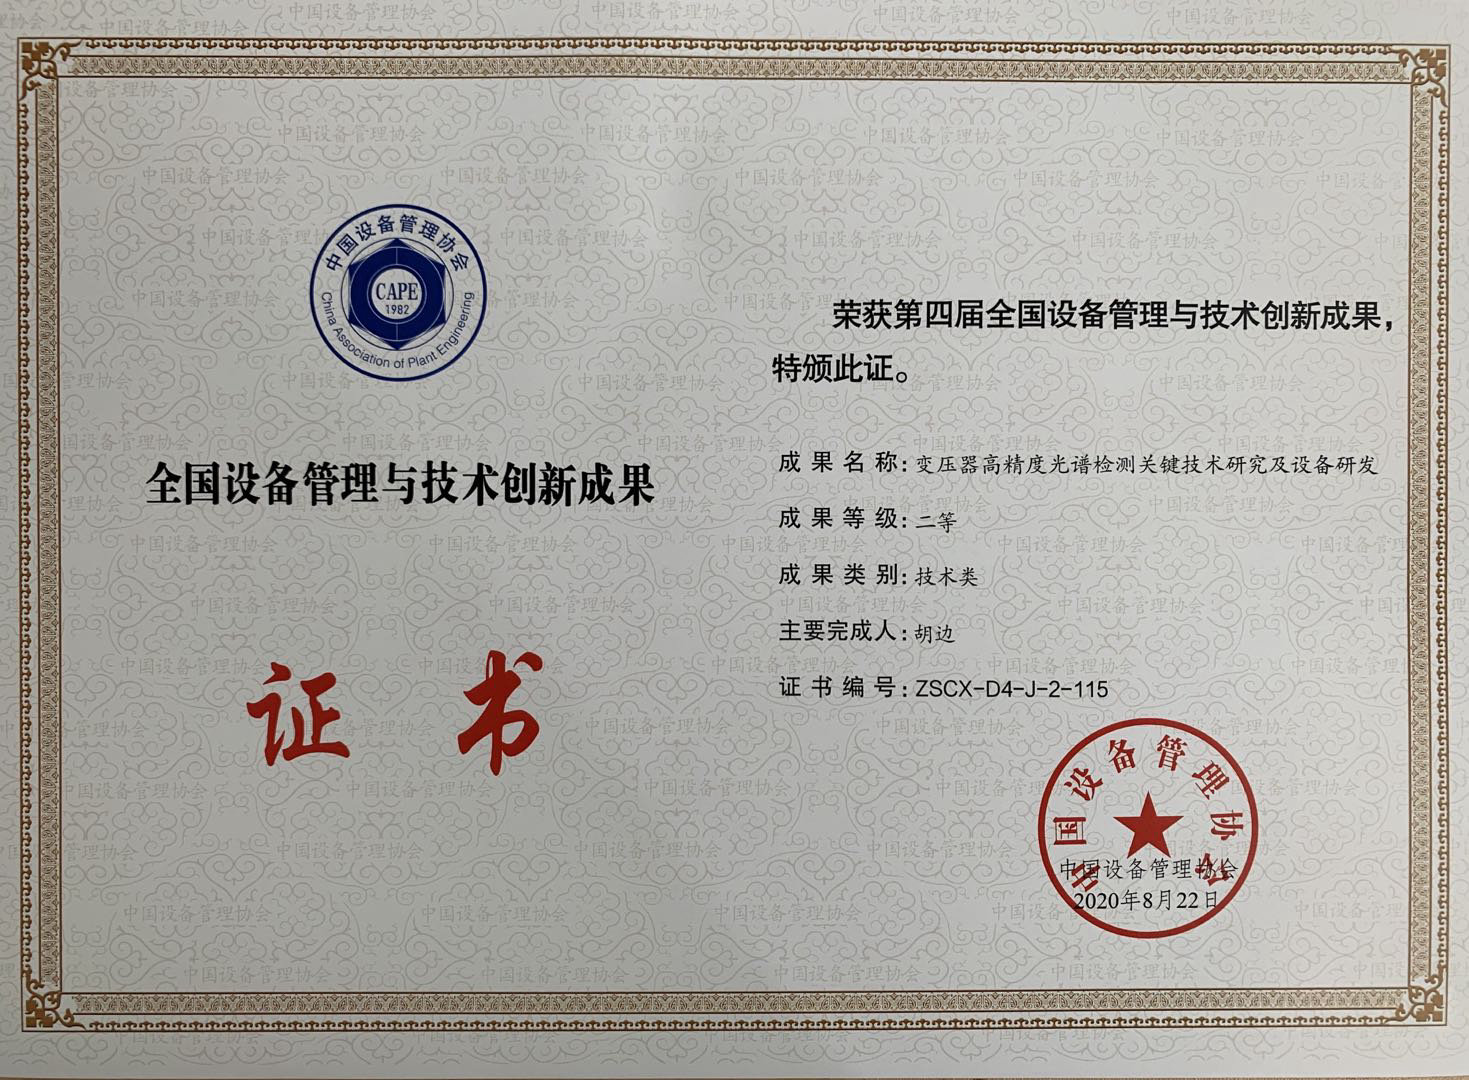 中国设备管理协会
CAPE
1982
China Association of Plant Engineering
全国设备管理与技术创新成果
证书
荣获第四届全国设备管理与技术创新成果，
特颁此证。
成果名称：变压器高精度光谱检测关键技术研究及设备研发
成果等级：二等
成果类别：技术类
主要完成人：胡边
证书编号：ZSCX-D4-J-2-115
中国设备管理协会
中国设备管理协会
2020年8月22日